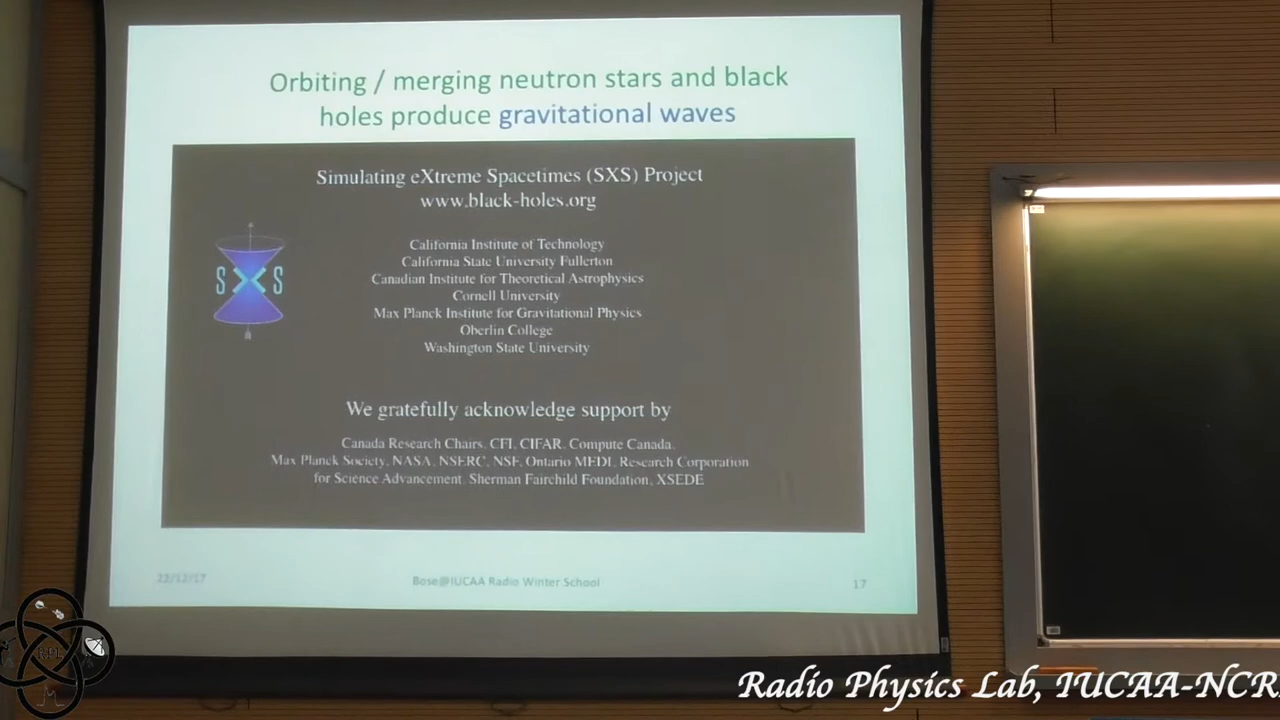 Orbiting / merging neutron stars and black
holes produce gravitational waves
Simulating eXtreme Spacetimes (SXS) Project
www.black-holes.org
SXS
California Institute of Technology
California State University Fullerton
Canadian Institute for Theoretical Astrophysics
Cornell University
Max Planck Institute for Gravitational Physics
Oberlin College
Washington State University
We gratefully acknowledge support by
Canada Research Chairs, CFI, CIFAR, Compute Canada,
Max Planck Society, NASA, NSERC, NSF, Ontario MEDI, Research Corporation
for Science Advancement, Sherman Fairchild Foundation, XSEDE
22/12/17
Bose@IUCAA Radio Winter School
17
RPL
Radio Physics Lab, IUCAA-NCR